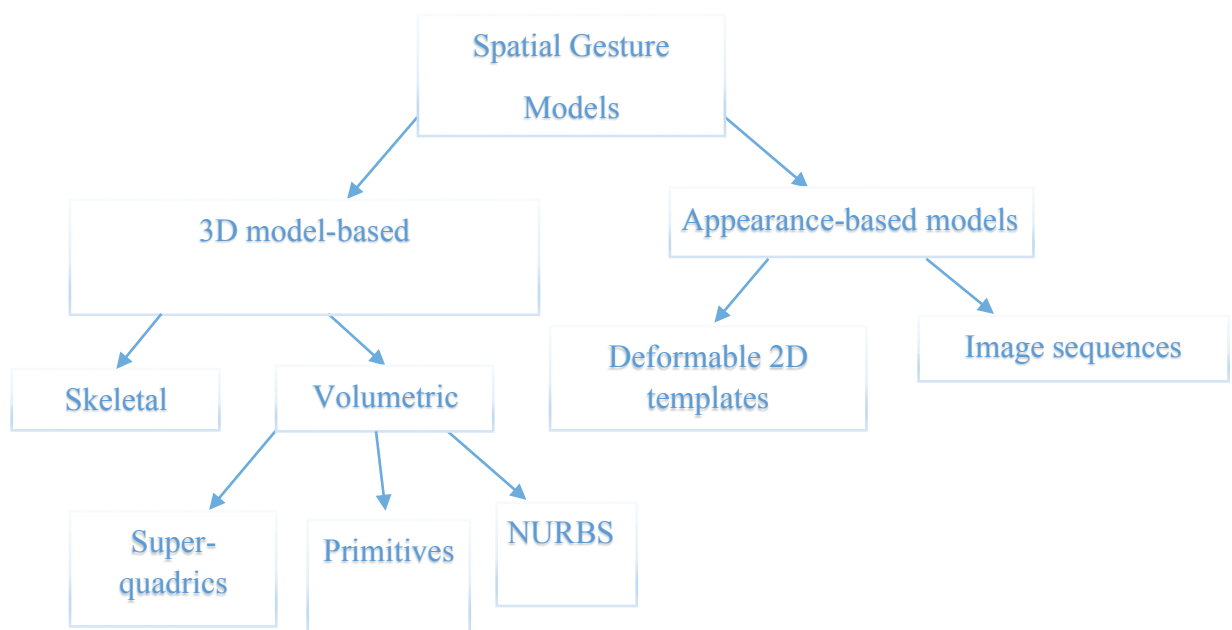 Spatial Gesture
Models
3D model-based
Appearance-based models
Skeletal
Volumetric
Deformable 2D
templates
Image sequences
Super-
quadrics
Primitives
NURBS